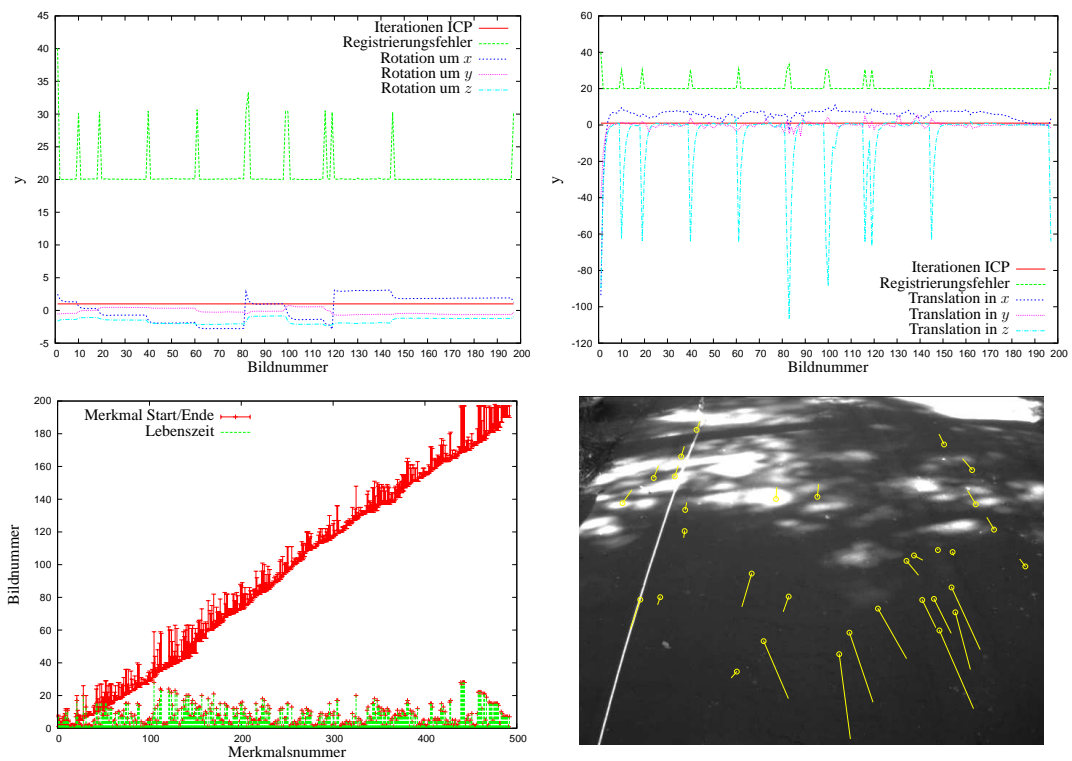 Iterationen ICP
Registrierungsfehler
Rotation um x
Rotation um y
Rotation um z
45
40
35
30
25
20
15
10
5
0
-5
y
0 10 20 30 40 50 60 70 80 90 100 110 120 130 140 150 160 170 180 190 200
Bildnummer
60
40
20
0
-20
-40
-60
-80
-100
-120
y
Iterationen ICP
Registrierungsfehler
Translation in x
Translation in y
Translation in z
0 10 20 30 40 50 60 70 80 90 100 110 120 130 140 150 160 170 180 190 200
Bildnummer
Merkmal Start/Ende
Lebenszeit
200
180
160
140
120
100
80
60
40
20
0
Bildnummer
0 100 200 300 400 500
Merkmalsnummer